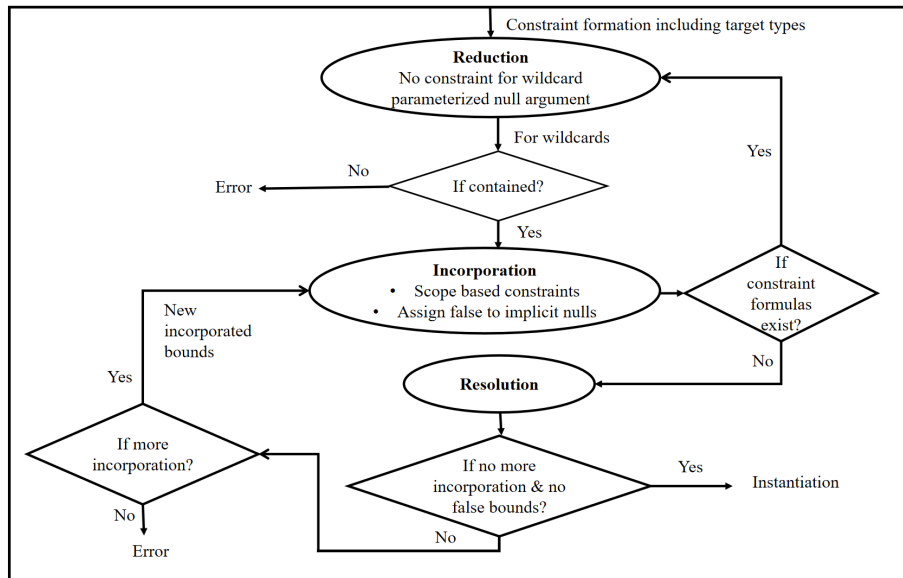 Constraint formation including target types
Reduction
No constraint for wildcard
parameterized null argument
For wildcards
Yes
No
Error
If contained?
Yes
Incorporation
• Scope based constraints
• Assign false to implicit nulls
If
constraint
formulas
exist?
New
incorporated
bounds
No
Resolution
Yes
If more
incorporation?
If no more
incorporation & no
false bounds?
Yes
Instantiation
No
No
Error